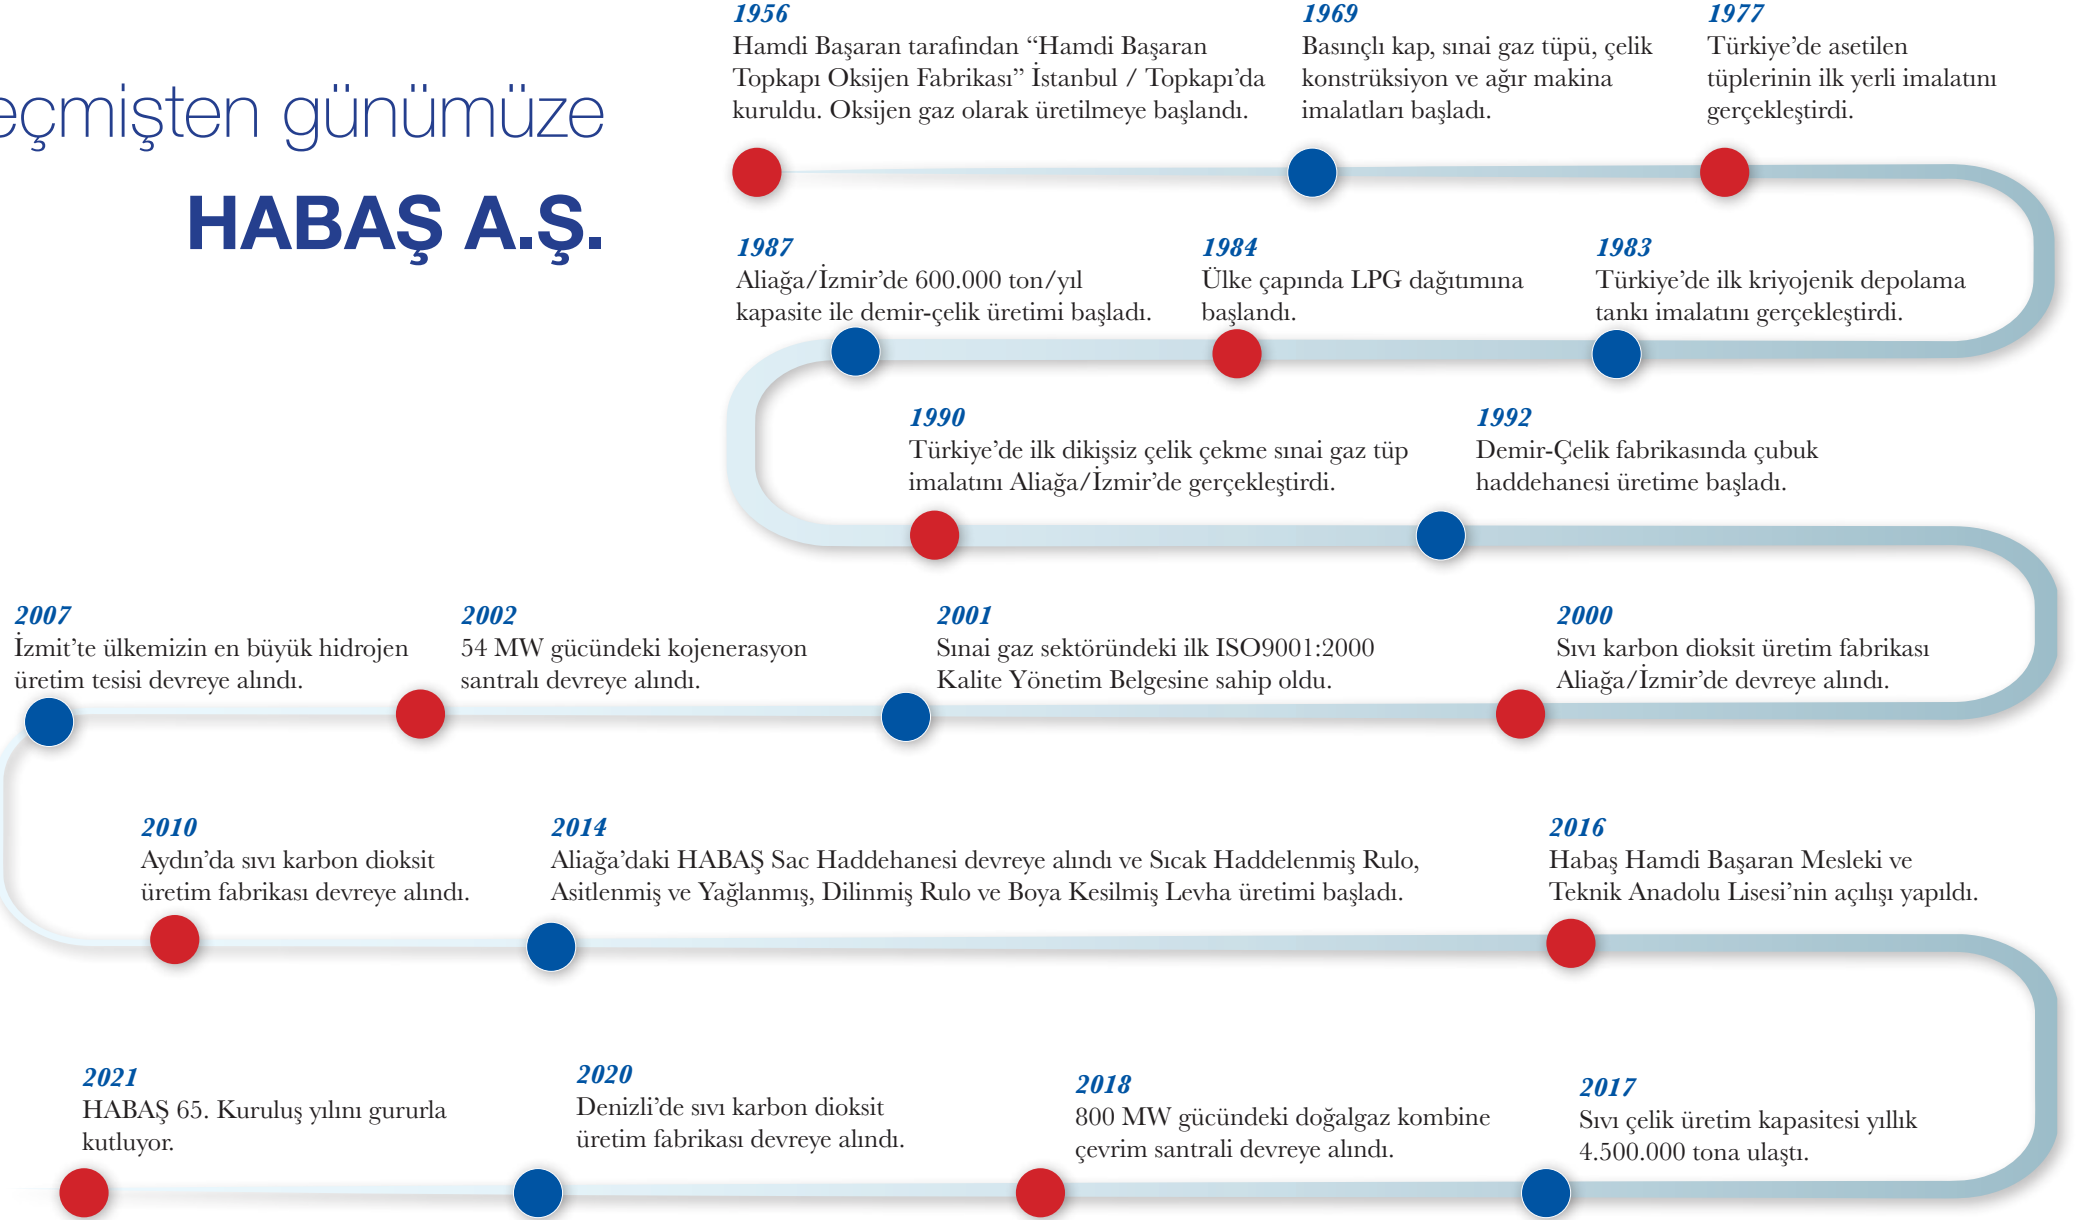 eçmişten günümüze
HABAŞ A.Ş.
1956
Hamdi Başaran tarafından “Hamdi Başaran
Topkapı Oksijen Fabrikası” İstanbul / Topkapı’da
kuruldu. Oksijen gaz olarak üretilmeye başlandı.
1969
Basınçlı kap, sınai gaz tüpü, çelik
konstrüksiyon ve ağır makina
imalatları başladı.
1977
Türkiye’de asetilen
tüplerinin ilk yerli imalatını
gerçekleştirdi.
1987
Aliağa/İzmir’de 600.000 ton/yıl
kapasite ile demir-çelik üretimi başladı.
1984
Ülke çapında LPG dağıtımına
başlandı.
1983
Türkiye’de ilk kriyojenik depolama
tankı imalatını gerçekleştirdi.
1990
Türkiye’de ilk dikişsiz çelik çekme sınai gaz tüp
imalatını Aliağa/İzmir’de gerçekleştirdi.
1992
Demir-Çelik fabrikasında çubuk
haddehanesi üretime başladı.
2007
İzmit’te ülkemizin en büyük hidrojen
üretim tesisi devreye alındı.
2002
54 MW gücündeki kojenerasyon
santralı devreye alındı.
2001
Sınai gaz sektöründeki ilk ISO9001:2000
Kalite Yönetim Belgesine sahip oldu.
2000
Sıvı karbon dioksit üretim fabrikası
Aliağa/İzmir’de devreye alındı.
2010
Aydın’da sıvı karbon dioksit
üretim fabrikası devreye alındı.
2014
Aliağa’daki HABAŞ Sac Haddehanesi devreye alındı ve Sıcak Haddelenmiş Rulo,
Asitlenmiş ve Yağlanmış, Dilinmiş Rulo ve Boya Kesilmiş Levha üretimi başladı.
2016
Habaş Hamdi Başaran Mesleki ve
Teknik Anadolu Lisesi’nin açılışı yapıldı.
2021
HABAŞ 65. Kuruluş yılını gururla
kutluyor.
2020
Denizli’de sıvı karbon dioksit
üretim fabrikası devreye alındı.
2018
800 MW gücündeki doğalgaz kombine
çevrim santrali devreye alındı.
2017
Sıvı çelik üretim kapasitesi yıllık
4.500.000 tona ulaştı.